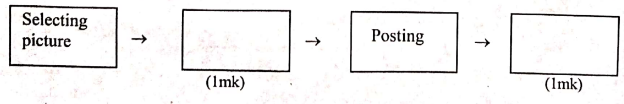 Selecting
picture → → Posting →
(1mk) (1mk)